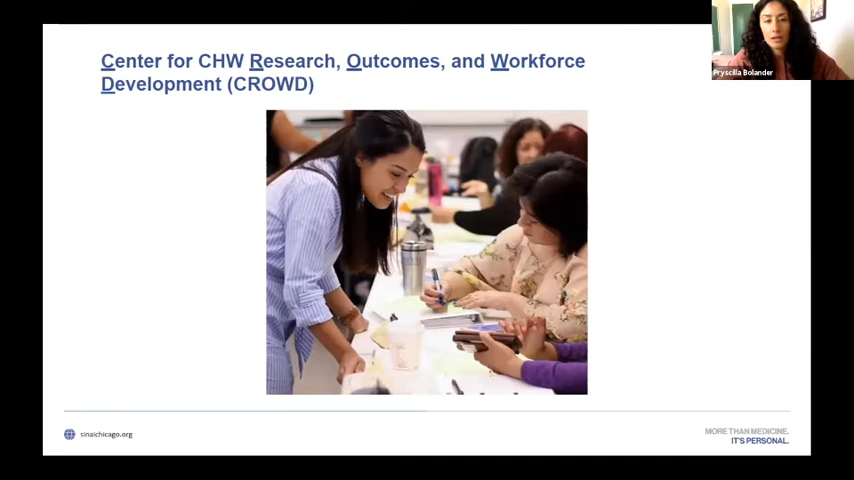 Center for CHW Research, Outcomes, and Workforce
Development (CROWD)
Pryscilla Bolander
sinaichicago.org
MORE THAN MEDICINE.
IT'S PERSONAL.